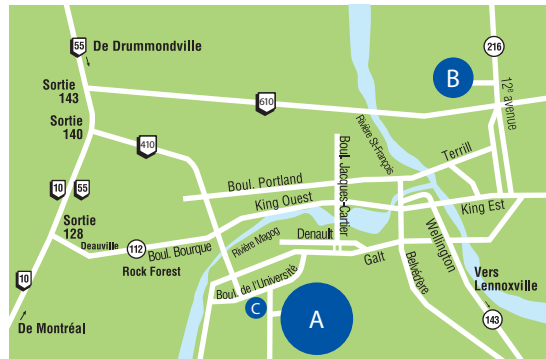 55
De Drummondville
216
B
Sortie
143
12e avenue
610
Sortie
140
410
Rivière St-François
Boul. Jacques-Cartier
Terrill
10
55
Boul. Portland
King Ouest
King Est
Sortie
128
Deauville
112
Boul. Bourque
Rock Forest
Rivière Magog
Denault
Galt
Belvédère
Wellington
Vers
Lennoxville
10
Boul. de l'Université
C
A
De Montréal
143